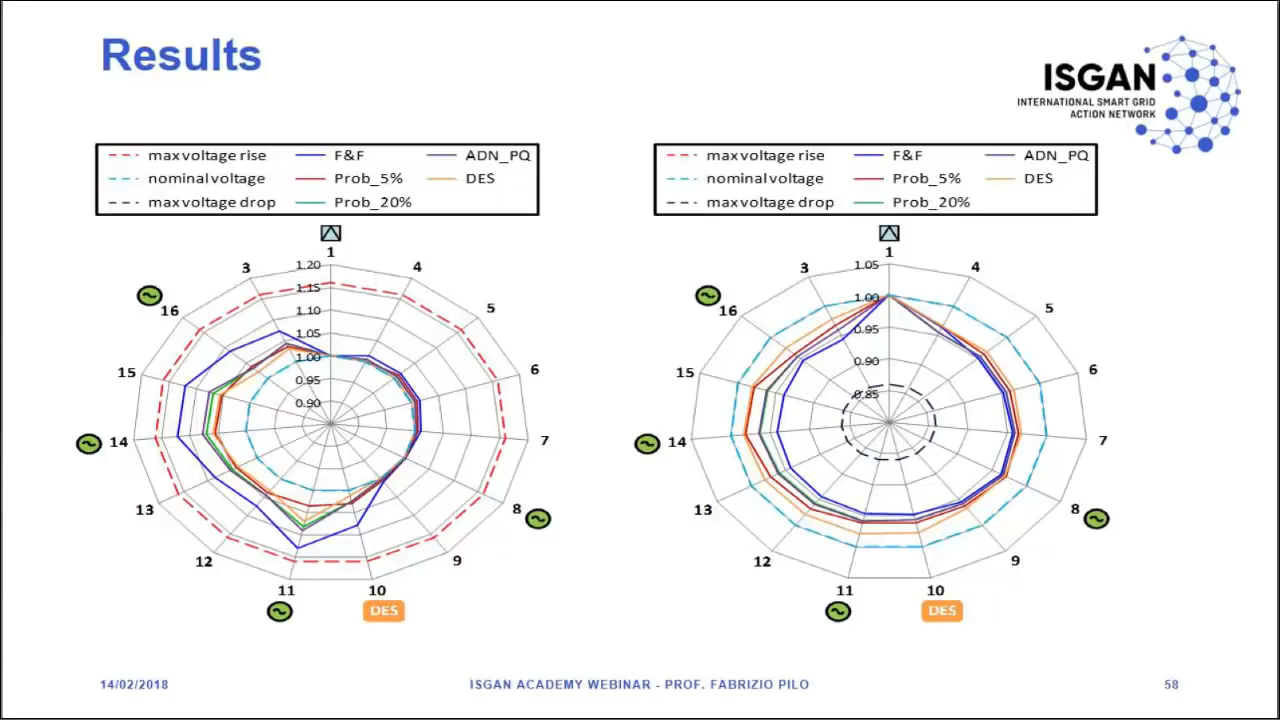 Results
ISGAN
INTERNATIONAL SMART GRID
ACTION NETWORK
max voltage rise F&F ADN_PQ
nominal voltage Prob_5% DES
max voltage drop Prob_20%
max voltage rise F&F ADN_PQ
nominal voltage Prob_5% DES
max voltage drop Prob_20%
1
3 4
1.20
1.15
16 5
1.10
1.05
15 6
1.00
0.95
0.90
14 7
13 8
12 9
11 10
DES
1
3 4
1.05
1.00
16 5
0.95
15 6
0.90
0.85
14 7
13 8
12 9
11 10
DES
14/02/2018 ISGAN ACADEMY WEBINAR - PROF. FABRIZIO PILO 58